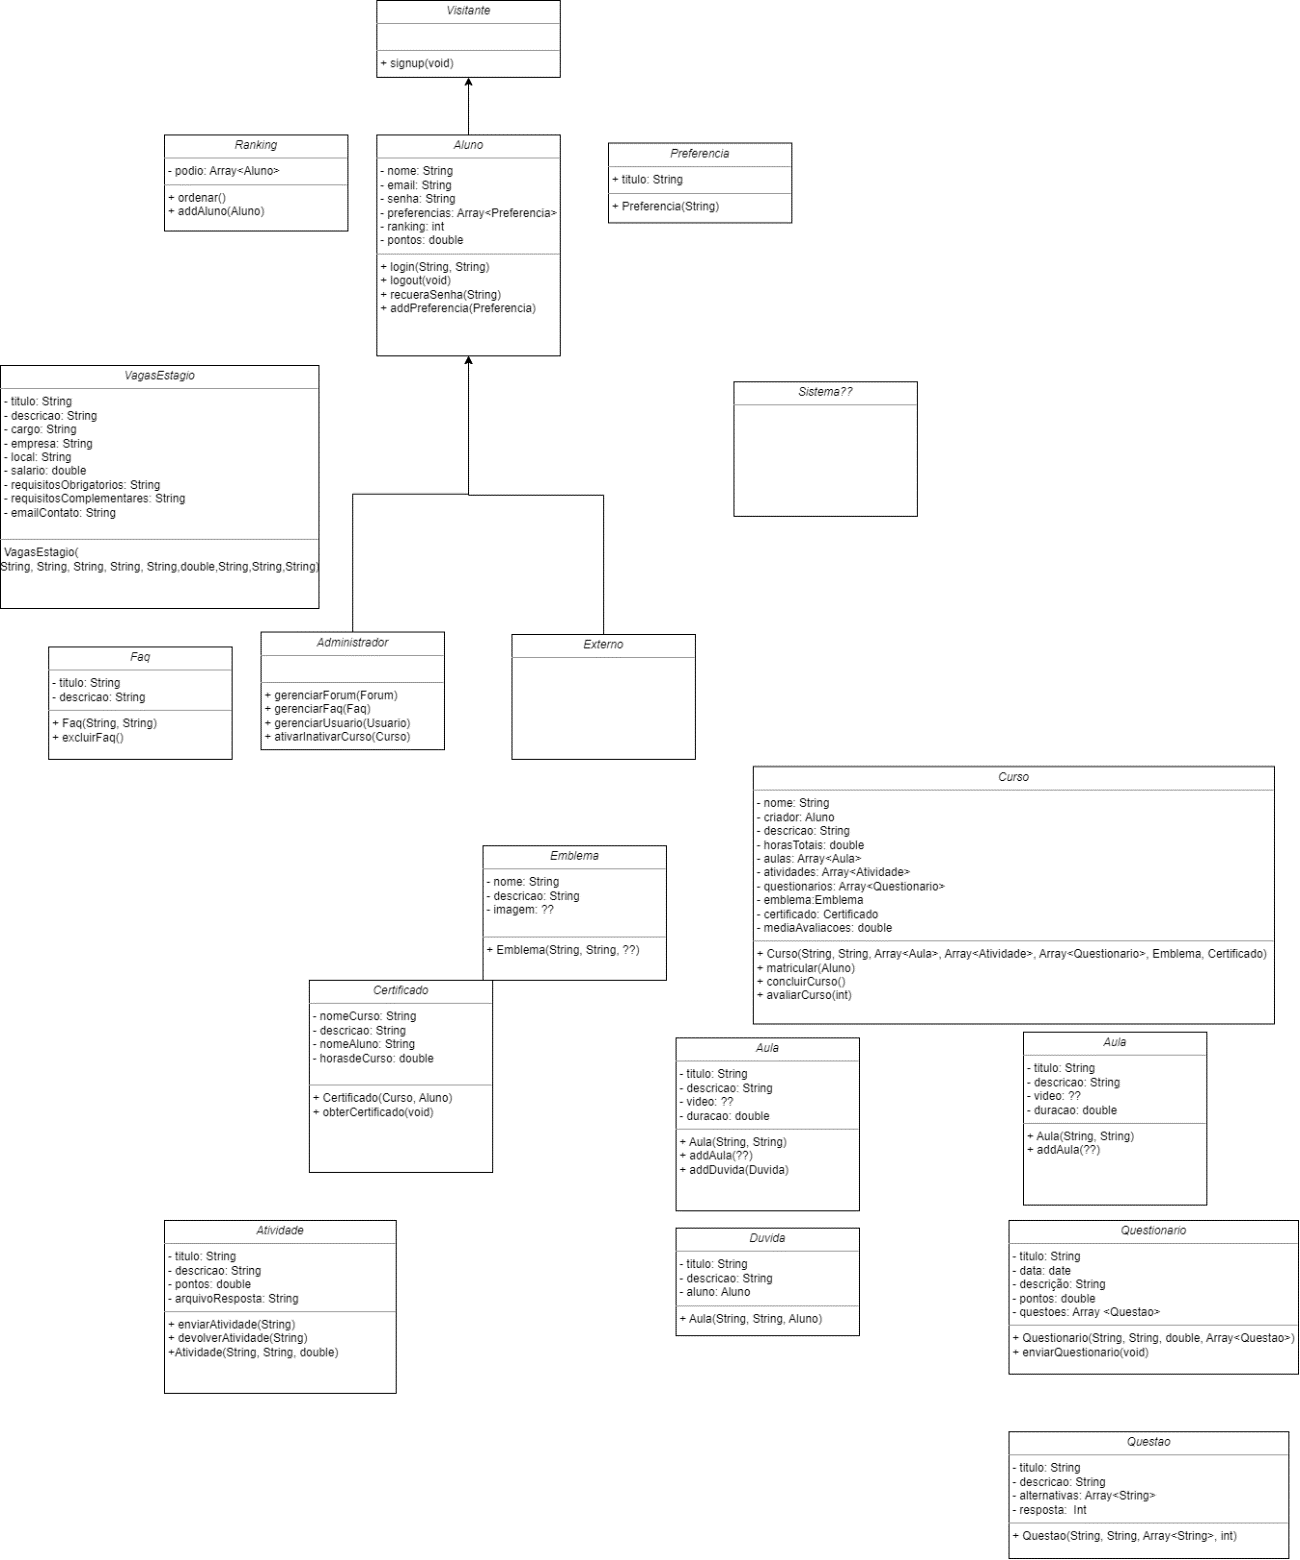 Visitante
+ signup(void)
Ranking
- podio: Array<Aluno>
+ ordenar()
+ addAluno(Aluno)
Aluno
- nome: String
- email: String
- senha: String
- preferencias: Array<Preferencia>
- ranking: int
- pontos: double
+ login(String, String)
+ logout(void)
+ recueraSenha(String)
+ addPreferencia(Preferencia)
Preferencia
+ titulo: String
+ Preferencia(String)
VagasEstagio
- titulo: String
- descricao: String
- cargo: String
- empresa: String
- local: String
- salario: double
- requisitosObrigatorios: String
- requisitosComplementares: String
- emailContato: String
VagasEstagio(
String, String, String, String, String,double,String,String,String)
Sistema??
Faq
- titulo: String
- descricao: String
+ Faq(String, String)
+ excluirFaq()
Administrador
+ gerenciarForum(Forum)
+ gerenciarFaq(Faq)
+ gerenciarUsuario(Usuario)
+ ativarInativarCurso(Curso)
Externo
Curso
- nome: String
- criador: Aluno
- descricao: String
- horasTotais: double
- aulas: Array<Aula>
- atividades: Array<Atividade>
- questionarios: Array<Questionario>
- emblema:Emblema
- certificado: Certificado
- mediaAvaliacoes: double
+ Curso(String, String, Array<Aula>, Array<Atividade>, Array<Questionario>, Emblema, Certificado)
+ matricular(Aluno)
+ concluirCurso()
+ avaliarCurso(int)
Emblema
- nome: String
- descricao: String
- imagem: ??
+ Emblema(String, String, ??)
Certificado
- nomeCurso: String
- descricao: String
- nomeAluno: String
- horasdeCurso: double
+ Certificado(Curso, Aluno)
+ obterCertificado(void)
Aula
- titulo: String
- descricao: String
- video: ??
- duracao: double
+ Aula(String, String)
+ addAula(??)
+ addDuvida(Duvida)
Aula
- titulo: String
- descricao: String
- video: ??
- duracao: double
+ Aula(String, String)
+ addAula(??)
Atividade
- titulo: String
- descricao: String
- pontos: double
- arquivoResposta: String
+ enviarAtividade(String)
+ devolverAtividade(String)
+Atividade(String, String, double)
Duvida
- titulo: String
- descricao: String
- aluno: Aluno
+ Aula(String, String, Aluno)
Questionario
- titulo: String
- data: date
- descrição: String
- pontos: double
- questoes: Array <Questao>
+ Questionario(String, String, double, Array<Questao>)
+ enviarQuestionario(void)
Questao
- titulo: String
- descricao: String
- alternativas: Array<String>
- resposta: Int
+ Questao(String, String, Array<String>, int)